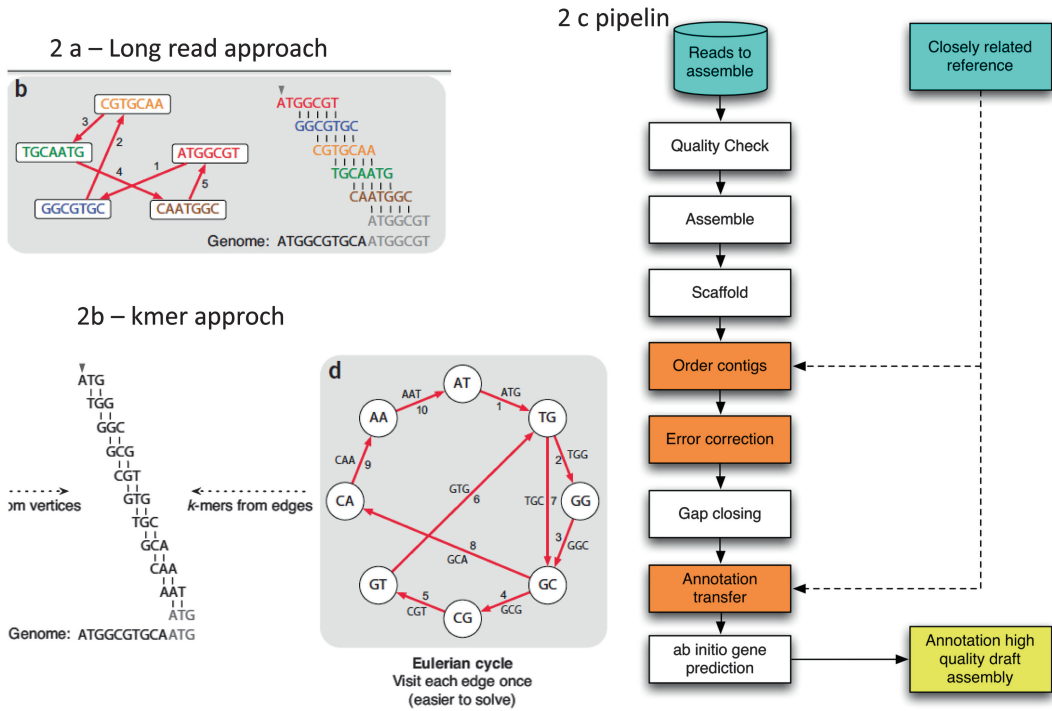 2 a – Long read approach
b
CGTGCAA
3
2
TGCAATG
ATGGCGT
1
4
5
GGCGTGC
CAATGGC
ATGGCGT
GGCGTGC
CGTGCAA
TGCAATG
CAATGGC
ATGGCGT
Genome: ATGGCGTGCAATGGCGT
2b – kmer approch
ATG
TGG
GGC
GCG
CGT
GTG
TGC
GCA
CAA
AAT
ATG
om vertices
k-mers from edges
Genome: ATGGCGTGCAATG
d
AT
AAT
10
ATG
1
AA
TG
CAA
9
2
TGG
GTG
6
TGC
7
CA
GG
8
GCA
3
GGC
GT
GC
5
CGT
4
GCG
CG
Eulerian cycle
Visit each edge once
(easier to solve)
2 c pipelin
Reads to
assemble
Closely related
reference
Quality Check
Assemble
Scaffold
Order contigs
Error correction
Gap closing
Annotation
transfer
ab initio gene
prediction
Annotation high
quality draft
assembly